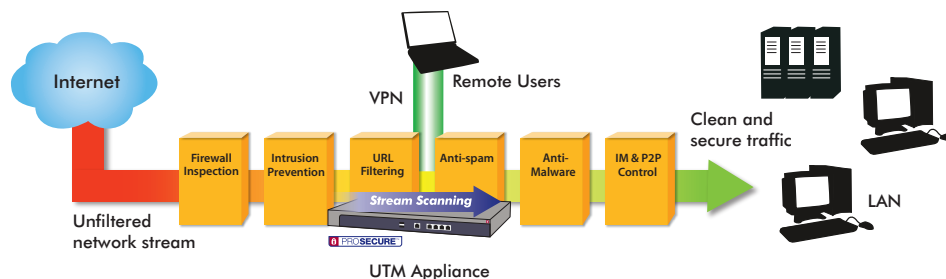 Internet
Remote Users
VPN
Clean and
secure traffic
Firewall
Inspection
Intrusion
Prevention
URL
Filtering
Anti-spam
Anti-
Malware
IM & P2P
Control
Stream Scanning
LAN
Unfiltered
network stream
PROSECURE™
UTM Appliance